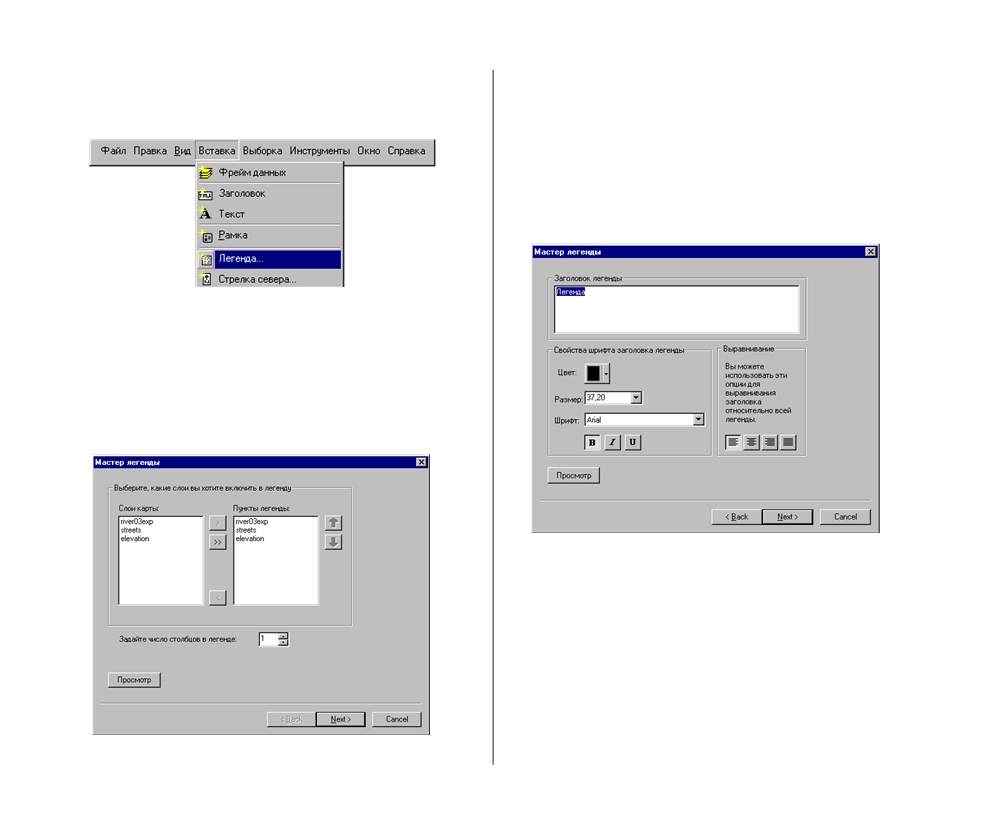 Файл Правка Вид Вставка Выборка Инструменты Окно Справка
Фрейм данных
Заголовок
Текст
Рамка
Легенда...
Стрелка севера...
Мастер легенды
Выберите, какие слои вы хотите включить в легенду
Слои карты: Пункты легенды:
river03exp river03exp
streets streets
elevation elevation
>
>>
<
Задайте число столбцов в легенде: 1
Просмотр
< Back Next > Cancel
Мастер легенды
Заголовок легенды
Легенда
Свойства шрифта заголовка легенды
Цвет:
Размер: 37,20
Шрифт: Arial
B I U
Выравнивание
Вы можете
использовать эти
опции для
выравнивания
заголовка
относительно всей
легенды.
Просмотр
< Back Next > Cancel